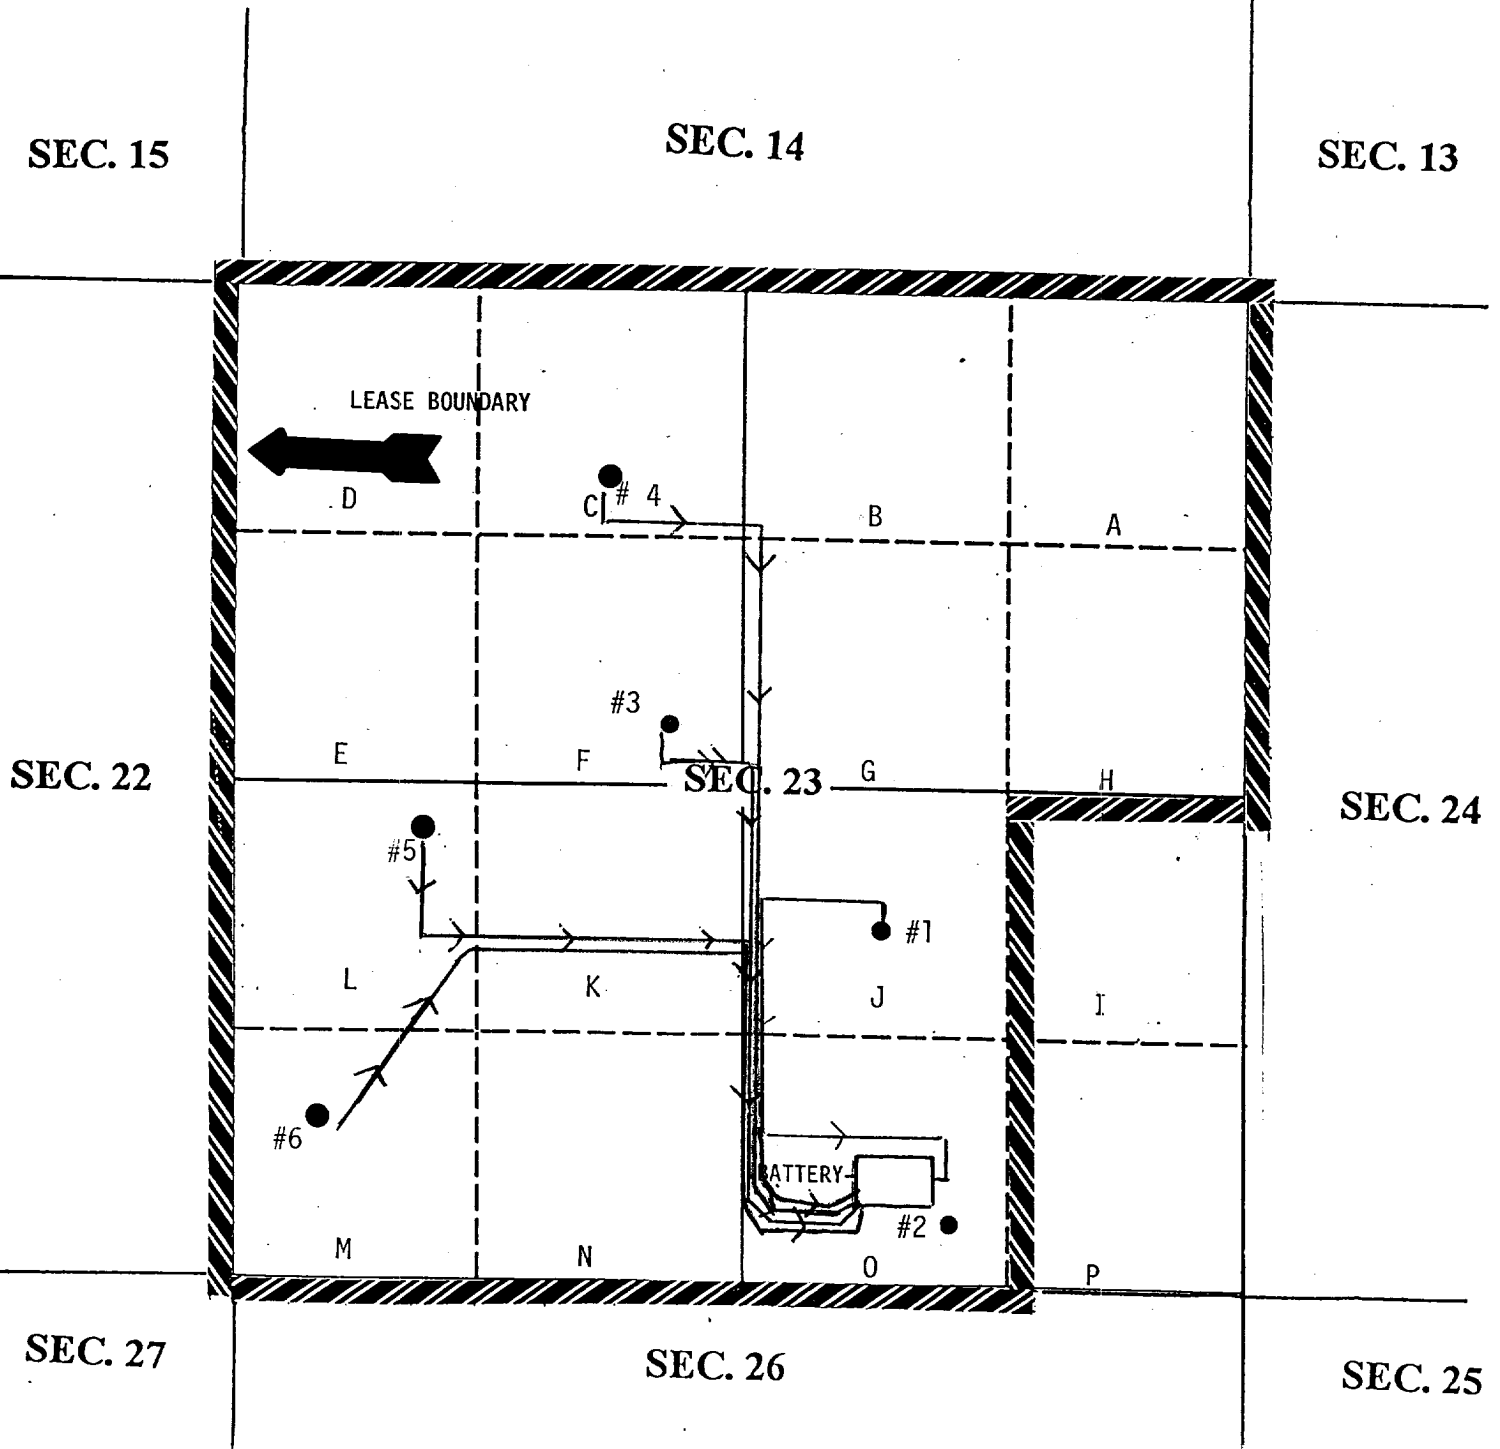 SEC. 15
SEC. 14
SEC. 13
LEASE BOUNDARY
D
C
# 4
B
A
#3
E
F
SEC. 23
G
H
SEC. 22
SEC. 24
#5
#1
L
K
J
I
#6
BATTERY
#2
M
N
O
P
SEC. 27
SEC. 26
SEC. 25